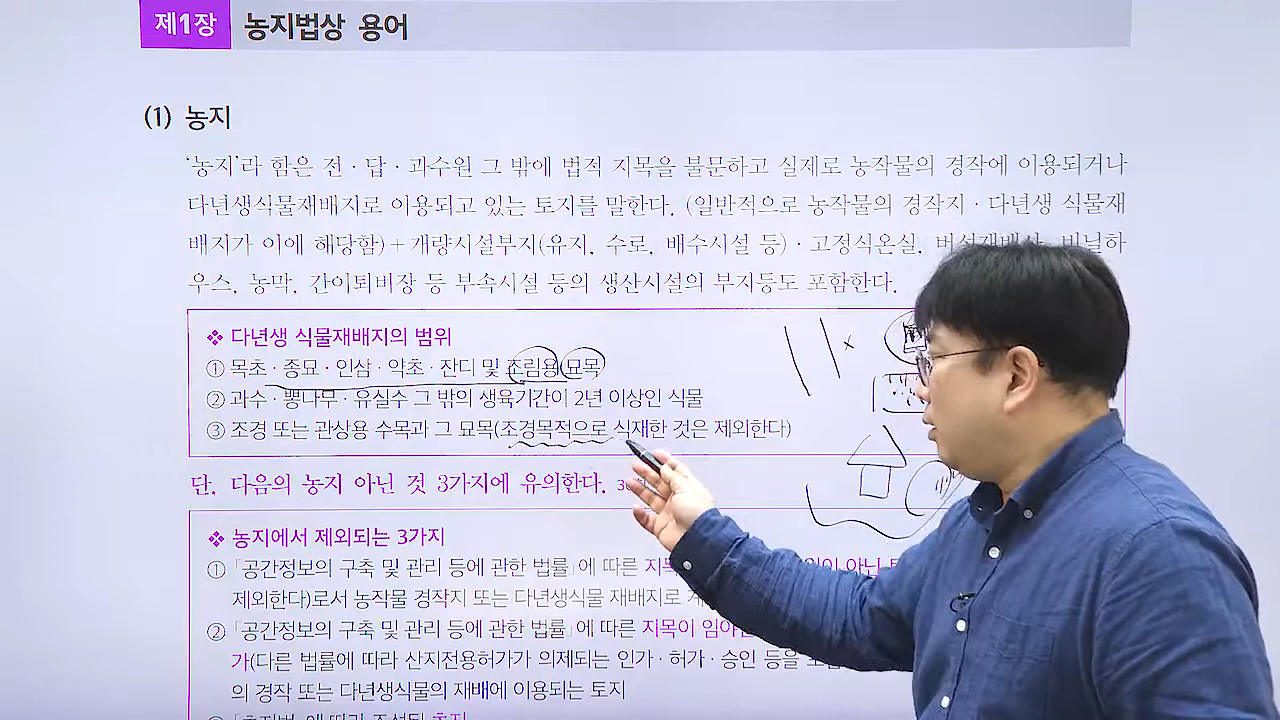 제1장 농지법상 용어
(1) 농지
'농지'라 함은 전·답·과수원 그 밖에 법적 지목을 불문하고 실제로 농작물의 경작에 이용되거나
다년생식물재배지로 이용되고 있는 토지를 말한다. (일반적으로 농작물의 경작지·다년생 식물재
배지가 이에 해당함)+개량시설부지(유지, 수로, 배수시설 등)·고정식온실, 버섯재배사, 비닐하
우스, 농막, 간이퇴비장 등 부속시설 등의 생산시설의 부지등도 포함한다.
❖ 다년생 식물재배지의 범위
① 목초·종묘·인삼·약초·잔디 및 조림용 묘목
② 과수·뽕나무·유실수 그 밖의 생육기간이 2년 이상인 식물
③ 조경 또는 관상용 수목과 그 묘목(조경목적으로 식재한 것은 제외한다)
단, 다음의 농지 아닌 것 3가지에 유의한다.
❖ 농지에서 제외되는 3가지
① 「공간정보의 구축 및 관리 등에 관한 법률」에 따른 지목 아닌
제외한다)로서 농작물 경작지 또는 다년생식물 재배지로
② 「공간정보의 구축 및 관리 등에 관한 법률」에 따른 지목이
가(다른 법률에 따라 산지전용허가가 의제되는 인가·허가·승인 등을
의 경작 또는 다년생식물의 재배에 이용되는 토지
③ 「초지법」에 따라 조성된 초지